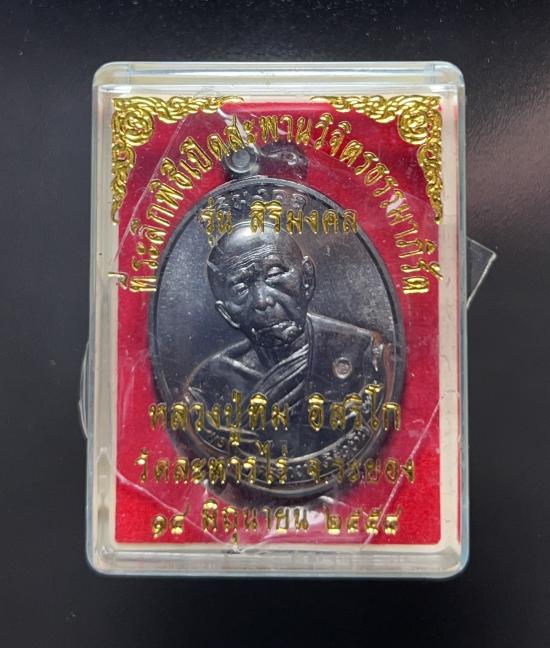 ที่ระลึกพิธีเปิดสะพานวิจิตรธรรมาภิรัต
รุ่น สิริมงคล
หลวงปู่ทิม อิสริโก
วัดละหารไร่ จ.ระยอง
๑๘ มิถุนายน ๒๕๕๘